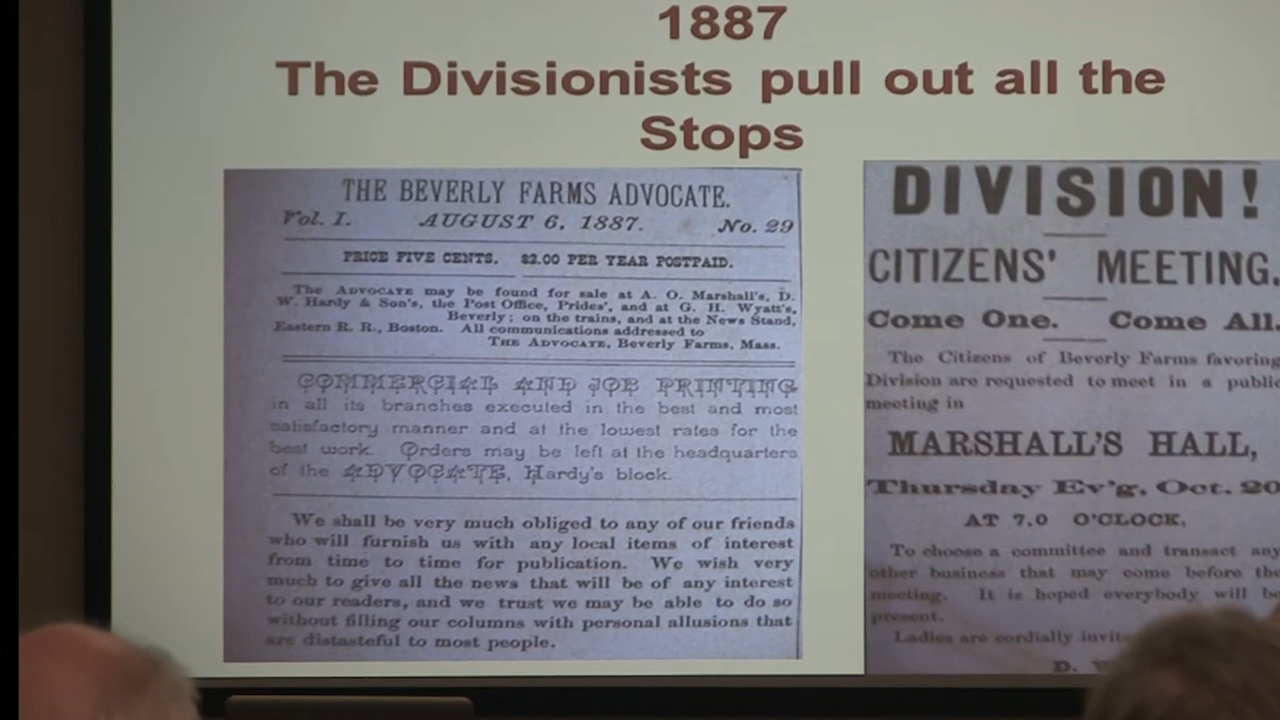 1887
The Divisionists pull out all the
Stops
THE BEVERLY FARMS ADVOCATE.
Vol. I. AUGUST 6, 1887. No. 29
PRICE FIVE CENTS. $2.00 PER YEAR POSTPAID.
The ADVOCATE may be found for sale at A. O. Marshall's, D.
W. Hardy & Son's, the Post Office, Prides', and at G. H. Wyatt's,
Beverly; on the trains, and at the News Stand,
Eastern R. R., Boston. All communications addressed to
THE ADVOCATE, Beverly Farms, Mass.
COMMERCIAL AND JOB PRINTING
in all its branches executed in the best and most
satisfactory manner and at the lowest rates for the
best work. Orders may be left at the headquarters
of the ADVOCATE, Hardy's block.
We shall be very much obliged to any of our friends
who will furnish us with any local items of interest
from time to time for publication. We wish very
much to give all the news that will be of any interest
to our readers, and we trust we may be able to do so
without filling our columns with personal allusions that
are distasteful to most people.
DIVISION!
CITIZENS' MEETING.
Come One. Come All.
The Citizens of Beverly Farms favoring
Division are requested to meet in a public
meeting in
MARSHALL'S HALL,
Thursday Ev'g, Oct. 20
AT 7.0 O'CLOCK,
To choose a committee and transact any
other business that may come before the
meeting. It is hoped everybody will be
present.
Ladies are cordially
D.